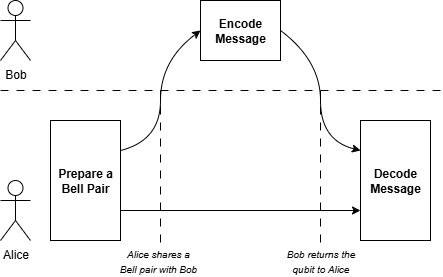 Encode
Message
Bob
Prepare a
Bell Pair
Decode
Message
Alice
Alice shares a
Bell pair with Bob
Bob returns the
qubit to Alice